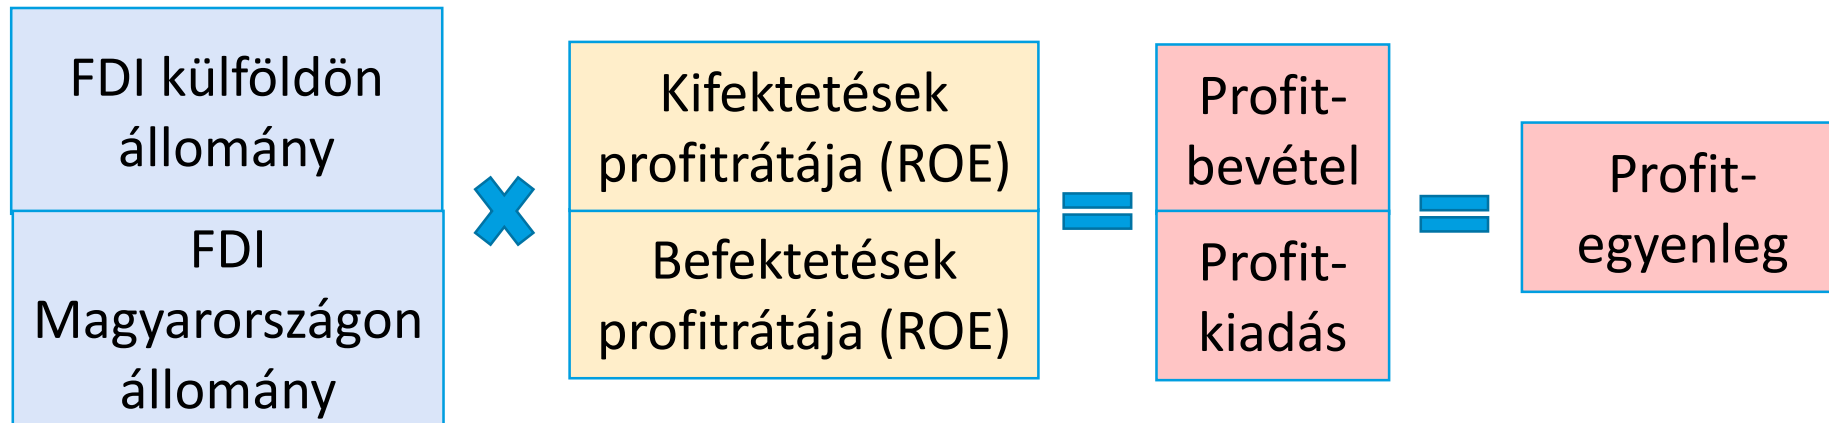 FDI külföldön
állomány
FDI
Magyarországon
állomány
Kifektetések
profitrátája (ROE)
Befektetések
profitrátája (ROE)
Profit-
bevétel
Profit-
kiadás
Profit-
egyenleg